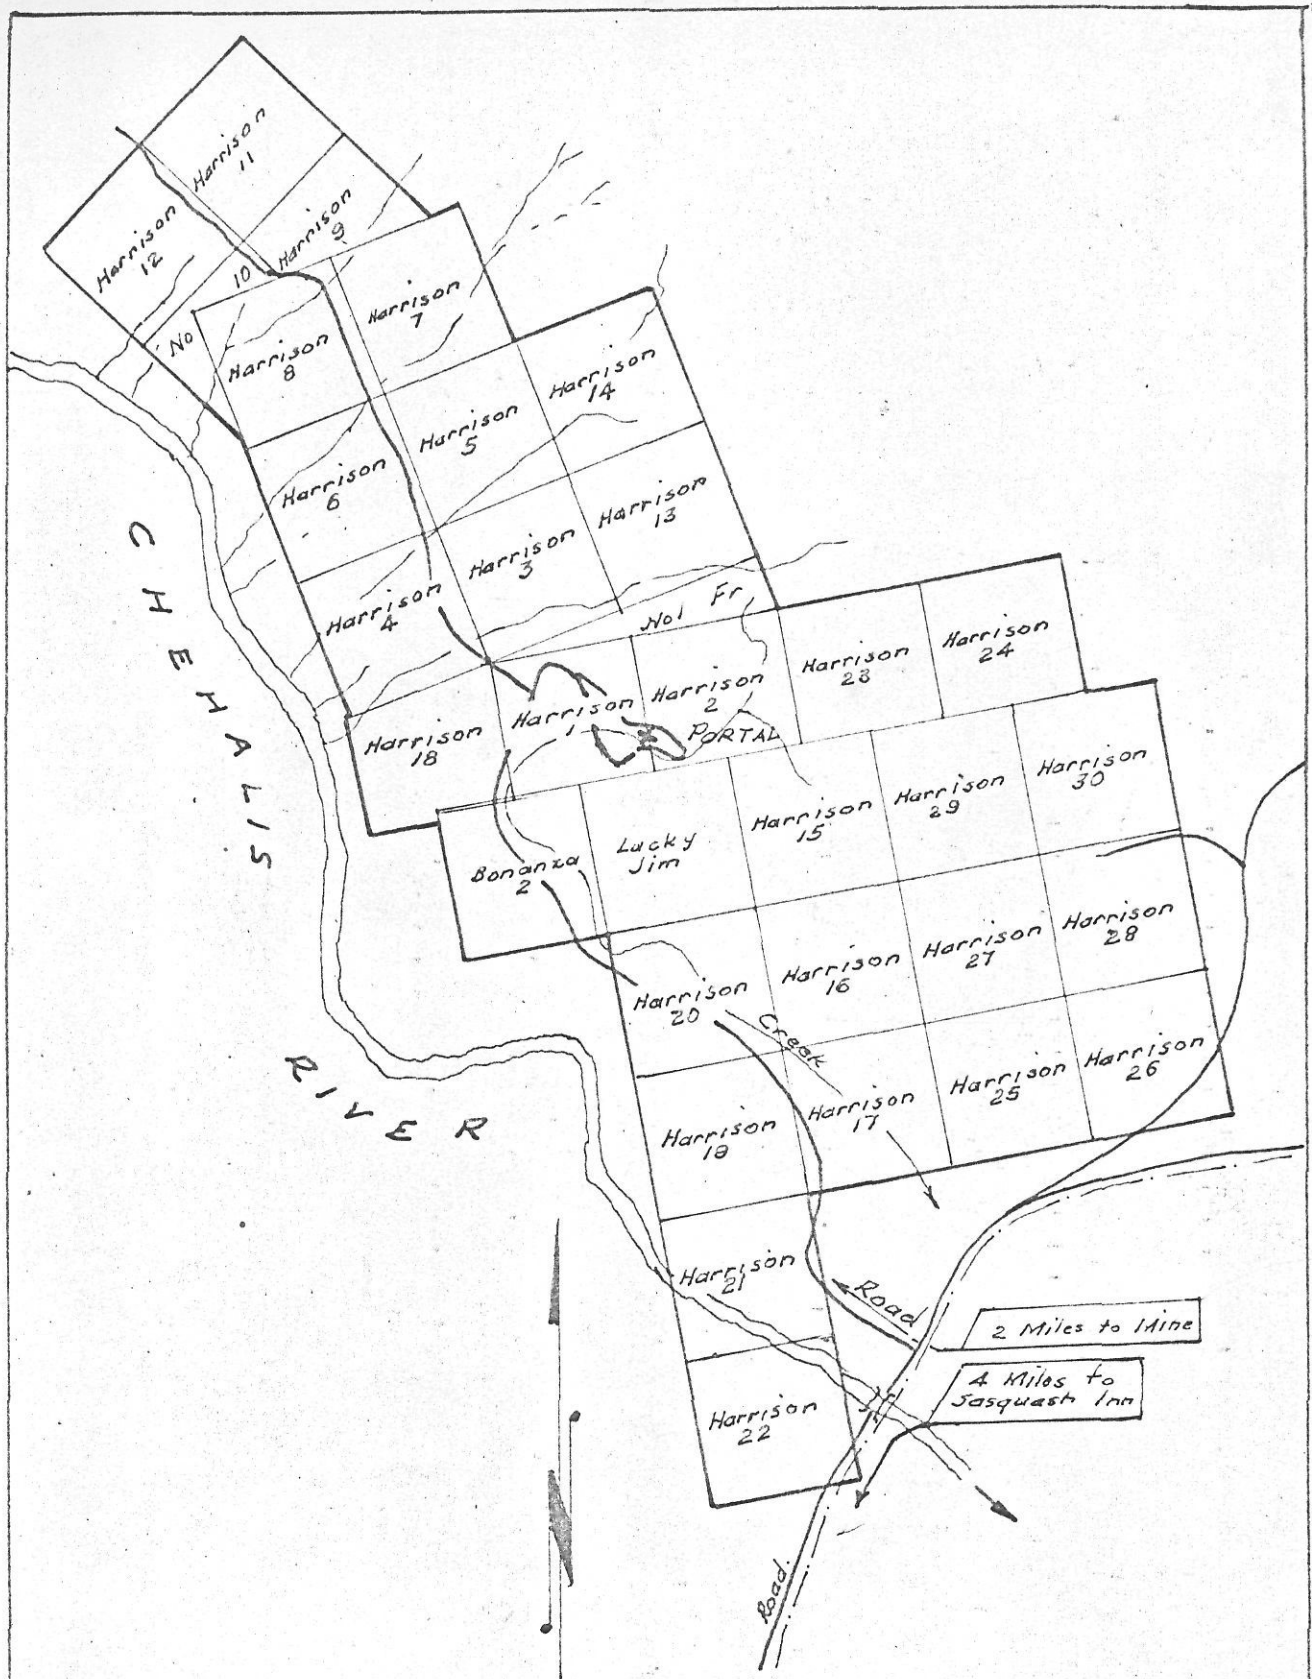 Harrison
11
Harrison
12
Harrison
9
No 10
Harrison
7
Harrison
8
Harrison
14
Harrison
5
Harrison
6
Harrison
13
Harrison
3
Harrison
4
No1 Fr
Harrison
24
Harrison
23
Harrison
2
Harrison
1
PORTAL
Harrison
18
Harrison
30
Harrison
29
Harrison
15
Lucky
Jim
Bonanza
2
Harrison
28
Harrison
27
Harrison
16
Harrison
20
Creek
Harrison
26
Harrison
25
Harrison
17
Harrison
19
Harrison
21
Harrison
22
CHEHALIS
RIVER
Road
2 Miles to Mine
4 Miles to
Sasquash Inn
Road